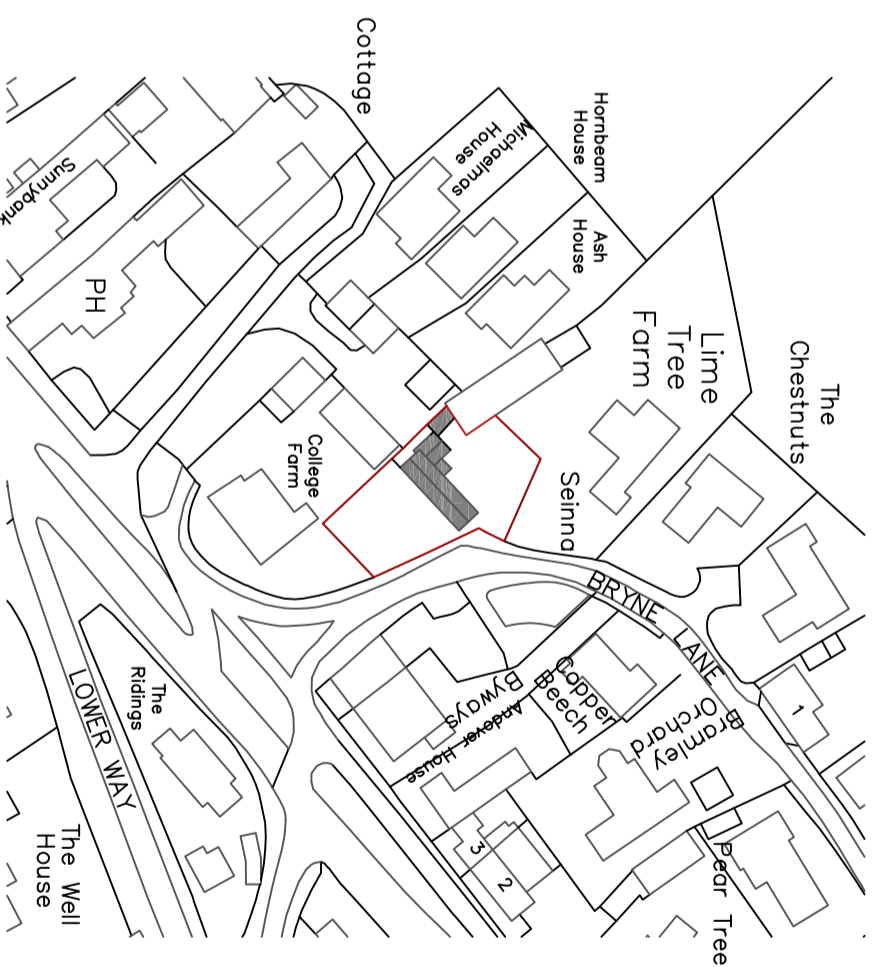 Cottage
Hornbeam
House
Michaelmas
House
Ash
House
Sunnybank
PH
Lime
Tree
Farm
The
Chestnuts
College
Farm
Seinna
BRYNE LANE
Copper
Beech
Byways
Andover House
Bramley
Orchard
1
The
Ridings
LOWER WAY
3
2
Pear Tree
The Well
House